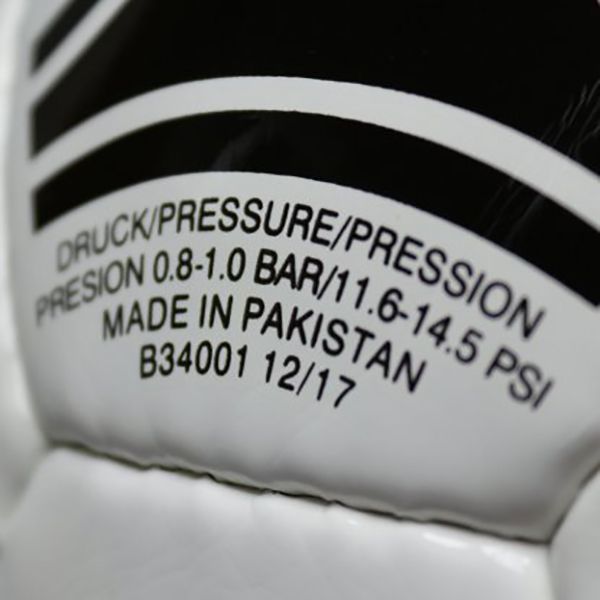 DRUCK/PRESSURE/PRESSION
PRESION 0.8-1.0 BAR/11.6-14.5 PSI
MADE IN PAKISTAN
B34001 12/17